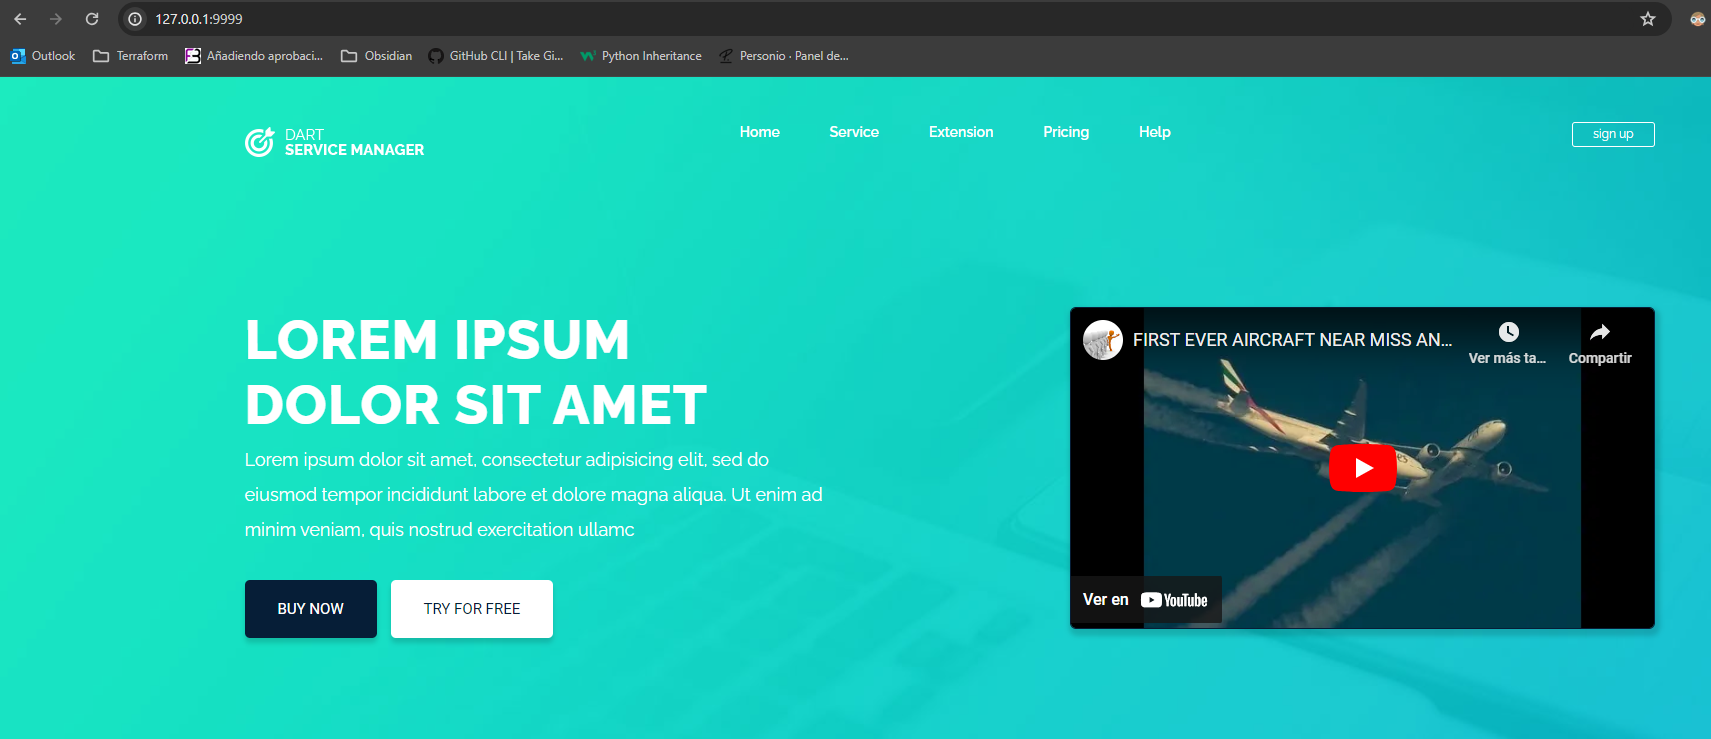 127.0.0.1:9999
Outlook
Terraform
Añadiendo aprobaci...
Obsidian
GitHub CLI | Take Gi...
Python Inheritance
Personio · Panel de...
DART
SERVICE MANAGER
Home
Service
Extension
Pricing
Help
sign up
LOREM IPSUM
DOLOR SIT AMET
Lorem ipsum dolor sit amet, consectetur adipisicing elit, sed do
eiusmod tempor incididunt labore et dolore magna aliqua. Ut enim ad
minim veniam, quis nostrud exercitation ullamc
BUY NOW
TRY FOR FREE
FIRST EVER AIRCRAFT NEAR MISS AN...
Ver más ta...
Compartir
Ver en YouTube